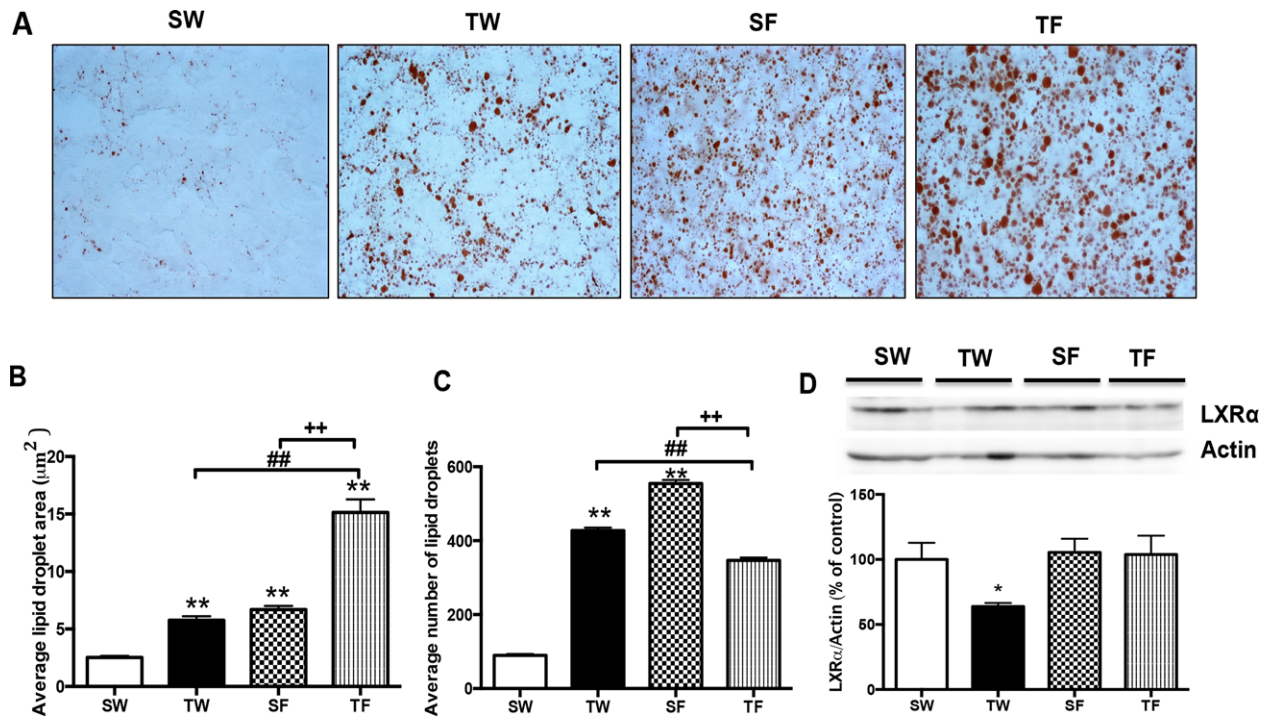 A
SW TW SF TF
B
Average lipid droplet area (μm²)
20
15
10
5
0
++
##
** ** **
SW TW SF TF
C
Average number of lipid droplets
600
400
200
0
++
##
** **
SW TW SF TF
D
SW TW SF TF
LXRα
Actin
LXRα/Actin (% of control)
150
100
50
0
*
SW TW SF TF